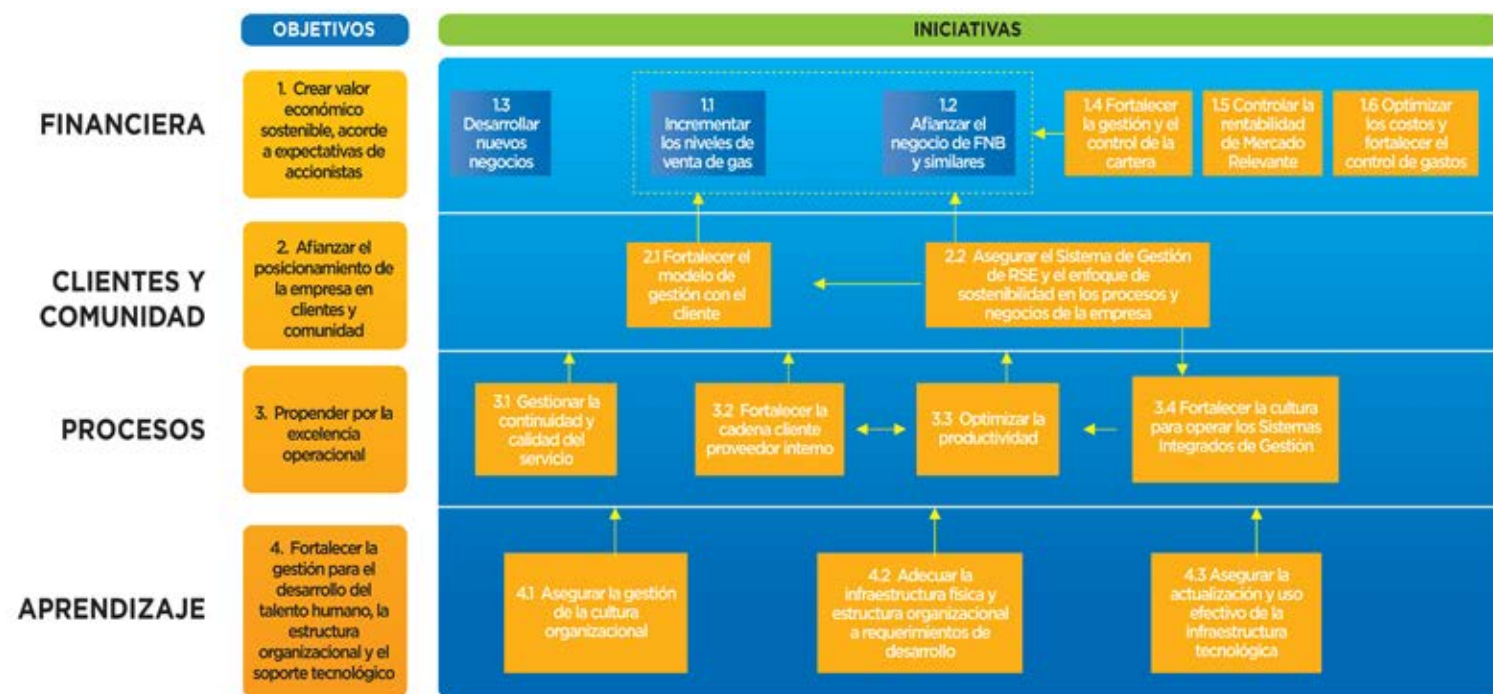 OBJETIVOS
INICIATIVAS
FINANCIERA
1. Crear valor
económico
sostenible, acorde
a expectativas de
accionistas
1.3
Desarrollar
nuevos
negocios
1.1
Incrementar
los niveles de
venta de gas
1.2
Afianzar el
negocio de FNB
y similares
1.4 Fortalecer
la gestión y el
control de la
cartera
1.5 Controlar la
rentabilidad
de Mercado
Relevante
1.6 Optimizar
los costos y
fortalecer el
control de gastos
CLIENTES Y
COMUNIDAD
2. Afianzar el
posicionamiento de
la empresa en
clientes y
comunidad
2.1 Fortalecer el
modelo de
gestión con el
cliente
2.2 Asegurar el Sistema de Gestión
de RSE y el enfoque de
sostenibilidad en los procesos y
negocios de la empresa
PROCESOS
3. Propender por la
excelencia
operacional
3.1 Gestionar la
continuidad y
calidad del
servicio
3.2 Fortalecer la
cadena cliente
proveedor interno
3.3 Optimizar la
productividad
3.4 Fortalecer la cultura
para operar los Sistemas
Integrados de Gestión
APRENDIZAJE
4. Fortalecer la
gestión para el
desarrollo del
talento humano, la
estructura
organizacional y el
soporte tecnológico
4.1 Asegurar la gestión
de la cultura
organizacional
4.2 Adecuar la
infraestructura física y
estructura organizacional
a requerimientos de
desarrollo
4.3 Asegurar la
actualización y uso
efectivo de la
infraestructura
tecnológica